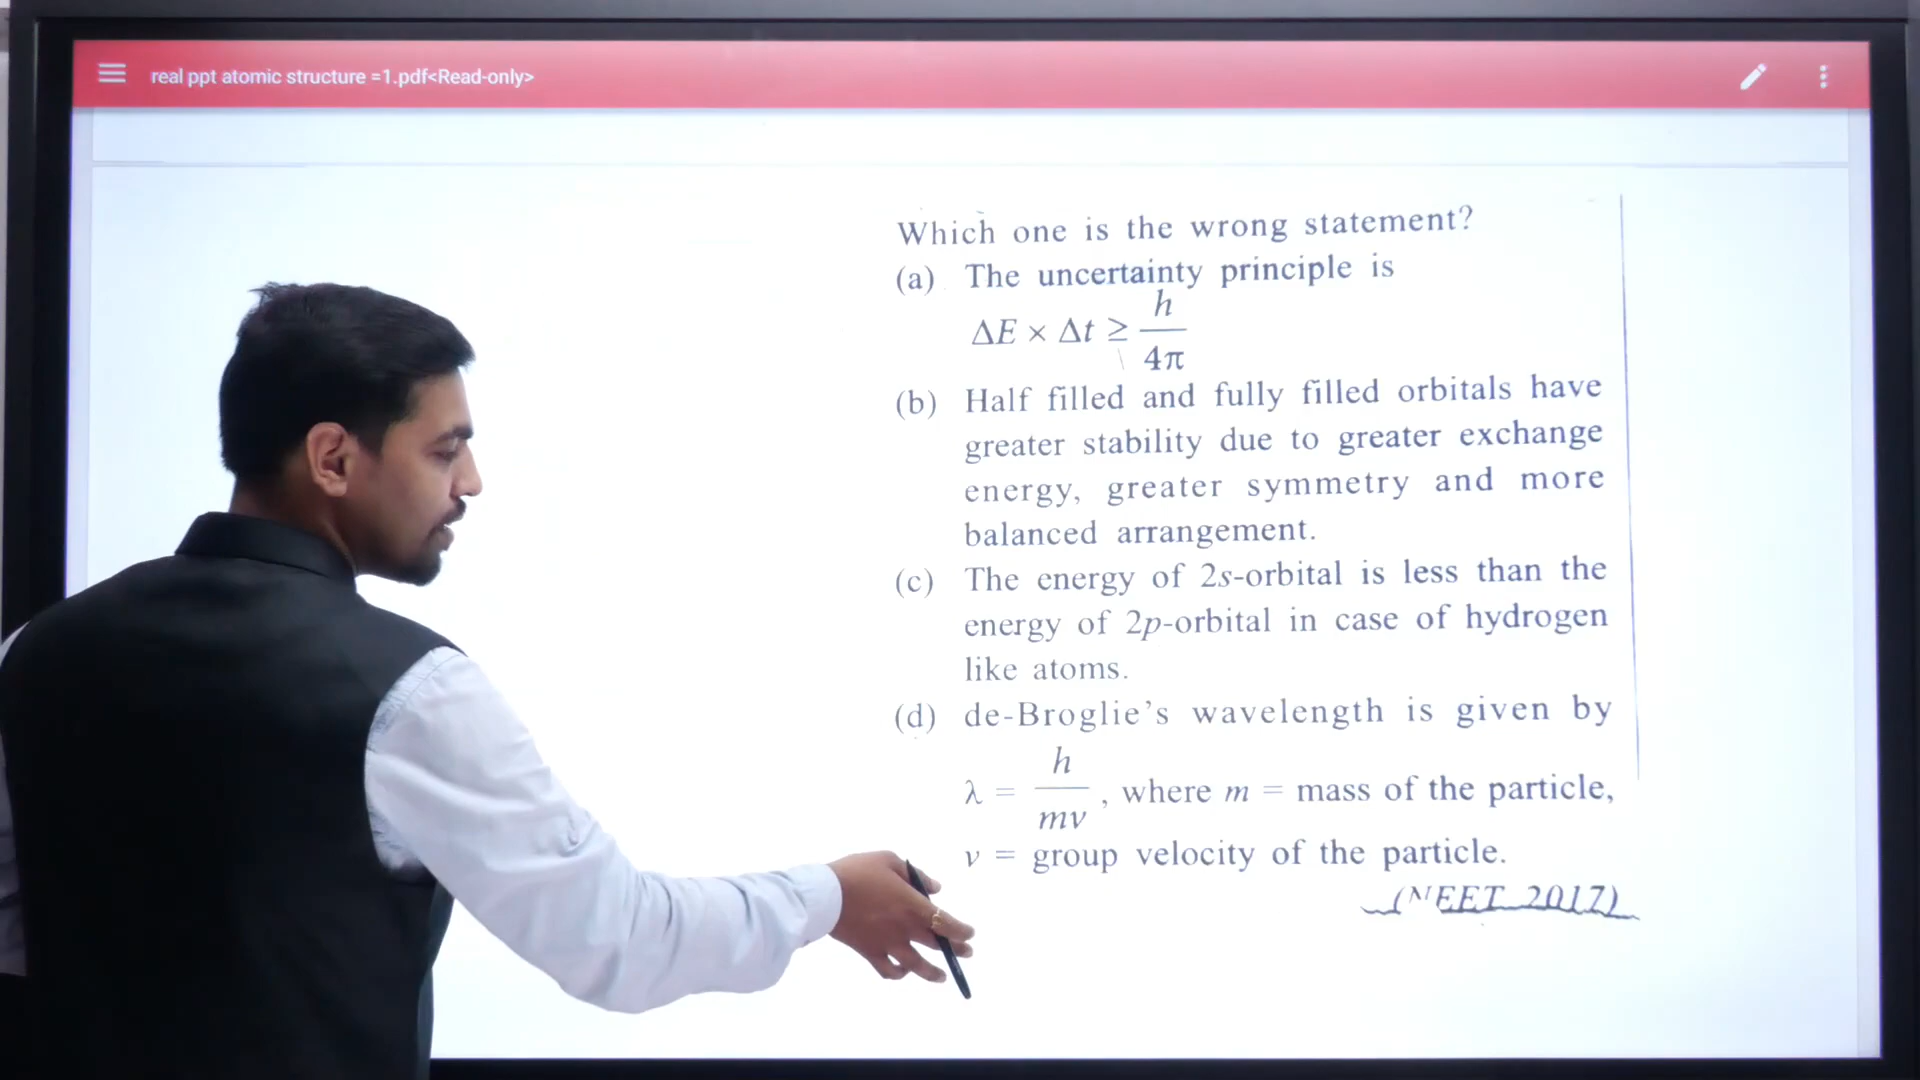 real ppt atomic structure =1.pdf<Read-only>
Which one is the wrong statement?
(a) The uncertainty principle is
ΔE × Δt ≥ h/4π
(b) Half filled and fully filled orbitals have
greater stability due to greater exchange
energy, greater symmetry and more
balanced arrangement.
(c) The energy of 2s-orbital is less than the
energy of 2p-orbital in case of hydrogen
like atoms.
(d) de-Broglie's wavelength is given by
λ = h/mv, where m = mass of the particle,
v = group velocity of the particle.
(NEET 2017)